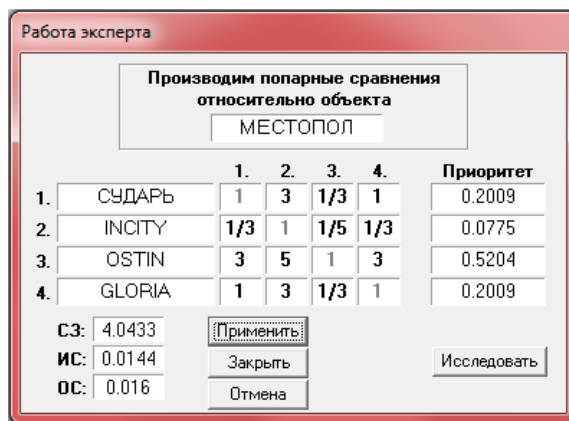 Работа эксперта
Производим попарные сравнения
относительно объекта
МЕСТОПОЛ
1. 2. 3. 4. Приоритет
1. СУДАРЬ 1 3 1/3 1 0.2009
2. INCITY 1/3 1 1/5 1/3 0.0775
3. OSTIN 3 5 1 3 0.5204
4. GLORIA 1 3 1/3 1 0.2009
СЗ: 4.0433 Применить
ИС: 0.0144 Закрыть Исследовать
ОС: 0.016 Отмена